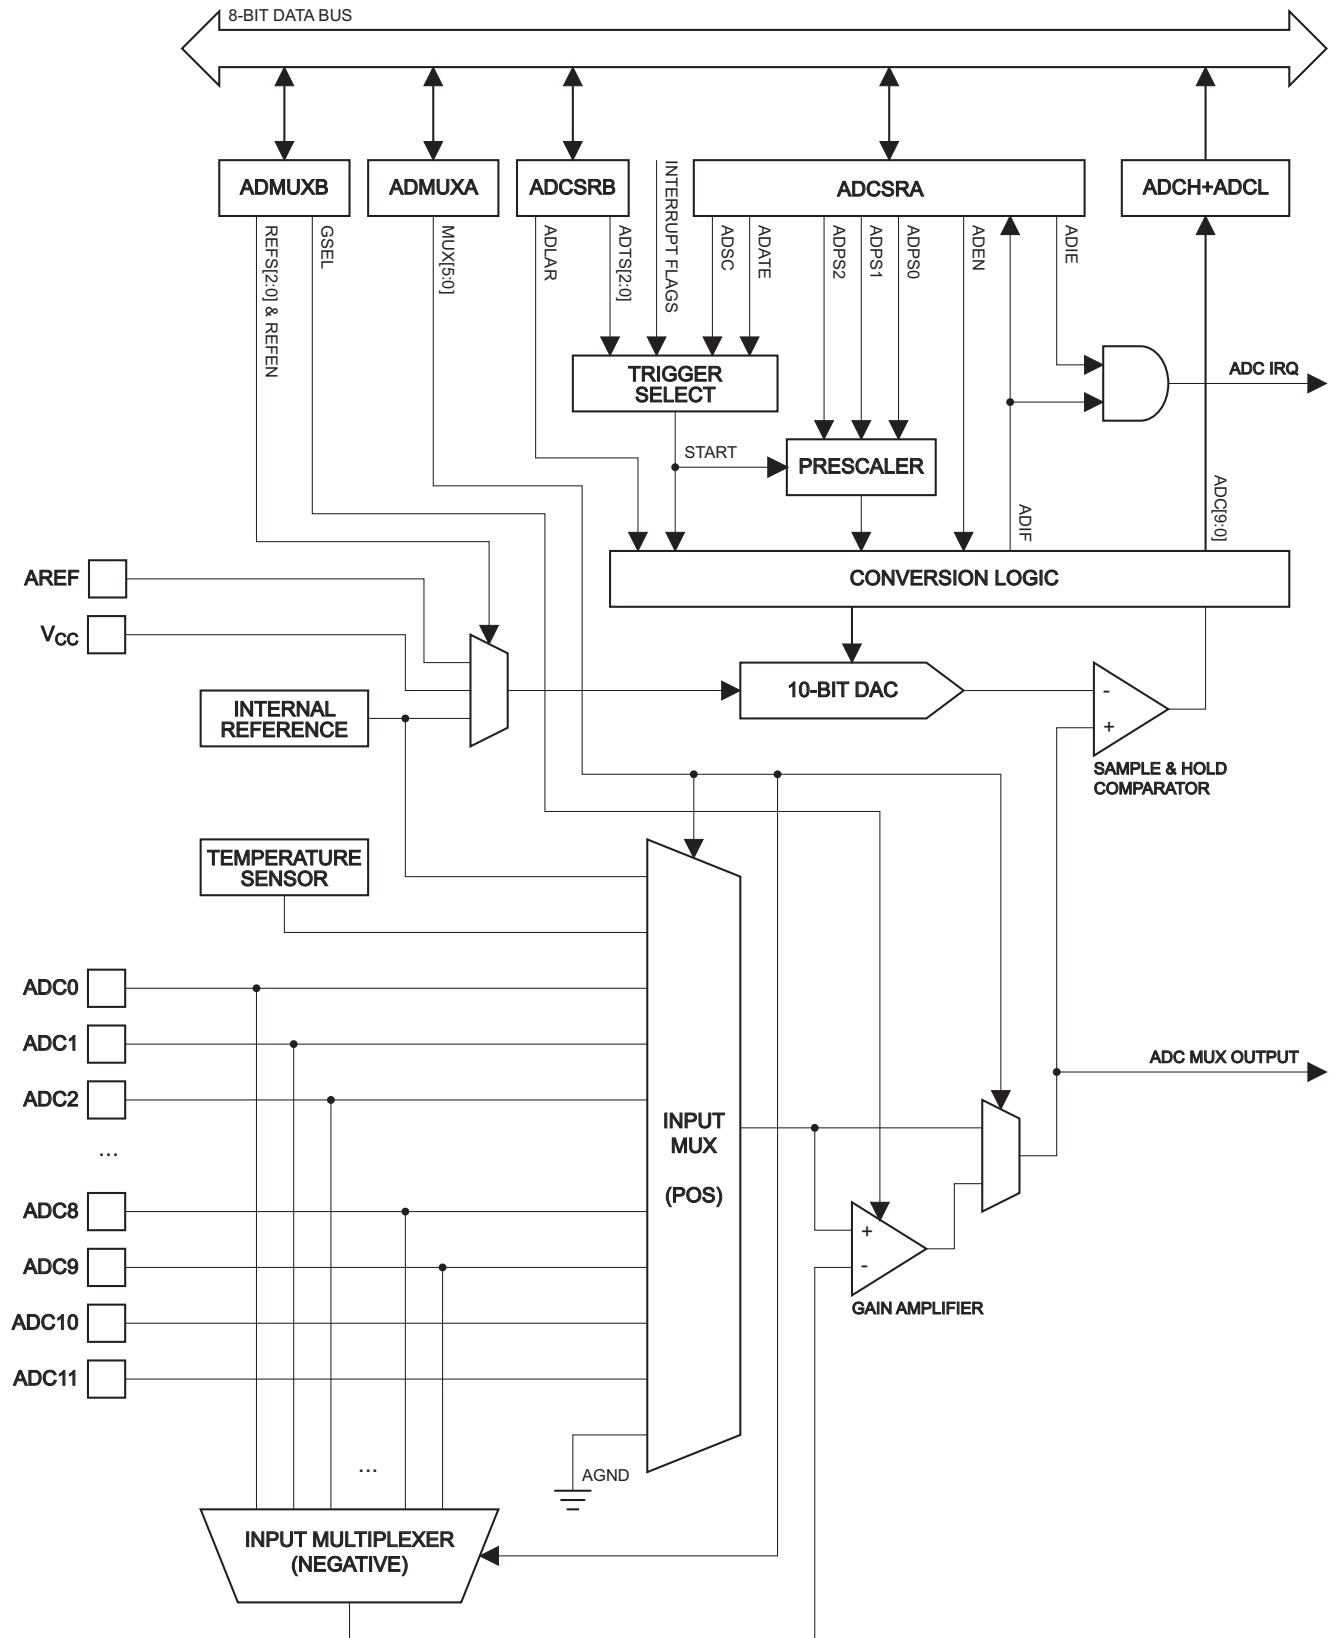 8-BIT DATA BUS
ADMUXB
ADMUXA
ADCSRB
ADCSRA
ADCH+ADCL
REFS[2:0] & REFEN
GSEL
MUX[5:0]
ADLAR
ADTS[2:0]
INTERRUPT FLAGS
ADSC
ADATE
ADPS2
ADPS1
ADPS0
ADEN
ADIE
TRIGGER
SELECT
ADC IRQ
START
PRESCALER
ADIF
ADC[9:0]
AREF
CONVERSION LOGIC
VCC
10-BIT DAC
-
+
INTERNAL
REFERENCE
SAMPLE & HOLD
COMPARATOR
TEMPERATURE
SENSOR
ADC0
ADC1
ADC2
...
ADC8
ADC9
ADC10
ADC11
INPUT
MUX
(POS)
ADC MUX OUTPUT
+
-
GAIN AMPLIFIER
...
AGND
INPUT MULTIPLEXER
(NEGATIVE)